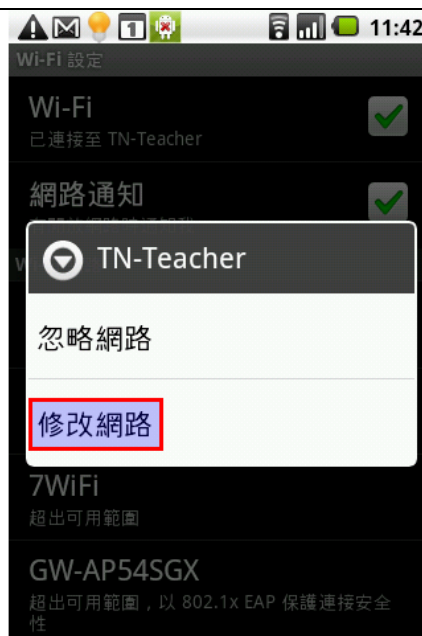 1
11:42
Wi-Fi 設定
Wi-Fi
已連接至 TN-Teacher
網路通知
TN-Teacher
忽略網路
修改網路
7WiFi
超出可用範圍
GW-AP54SGX
超出可用範圍，以 802.1x EAP 保護連接安全
性